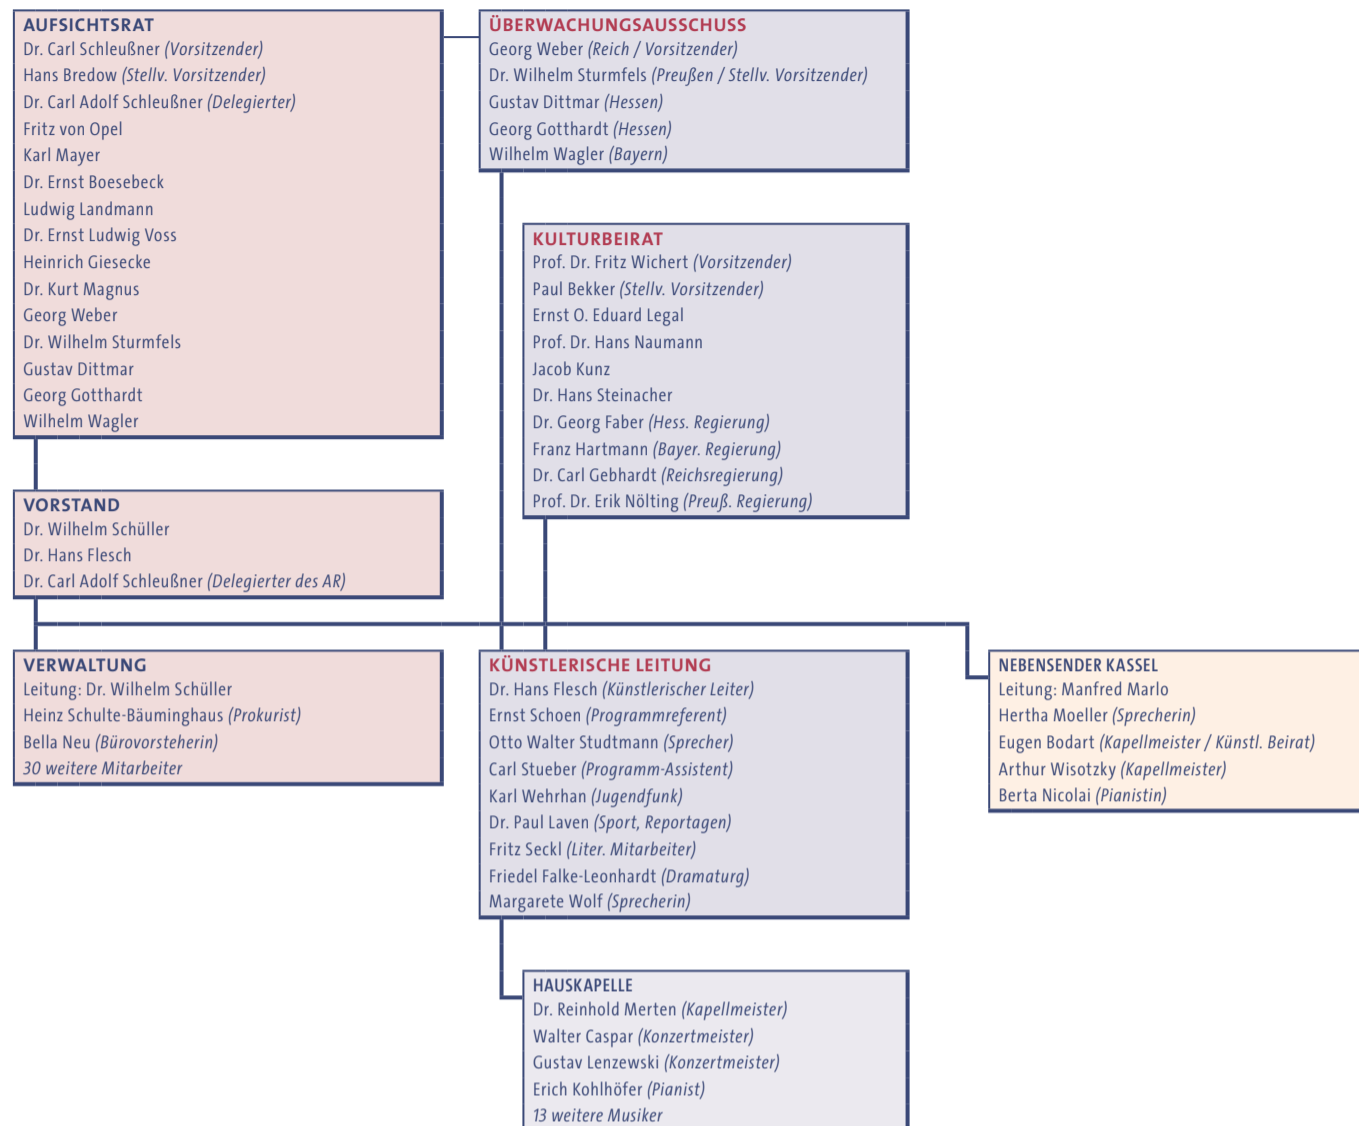 AUFSICHTSRAT
Dr. Carl Schleußner (Vorsitzender)
Hans Bredow (Stellv. Vorsitzender)
Dr. Carl Adolf Schleußner (Delegierter)
Fritz von Opel
Karl Mayer
Dr. Ernst Boesebeck
Ludwig Landmann
Dr. Ernst Ludwig Voss
Heinrich Giesecke
Dr. Kurt Magnus
Georg Weber
Dr. Wilhelm Sturmfels
Gustav Dittmar
Georg Gotthardt
Wilhelm Wagler
ÜBERWACHUNGSAUSSCHUSS
Georg Weber (Reich / Vorsitzender)
Dr. Wilhelm Sturmfels (Preußen / Stellv. Vorsitzender)
Gustav Dittmar (Hessen)
Georg Gotthardt (Hessen)
Wilhelm Wagler (Bayern)
KULTURBEIRAT
Prof. Dr. Fritz Wichert (Vorsitzender)
Paul Bekker (Stellv. Vorsitzender)
Ernst O. Eduard Legal
Prof. Dr. Hans Naumann
Jacob Kunz
Dr. Hans Steinacher
Dr. Georg Faber (Hess. Regierung)
Franz Hartmann (Bayer. Regierung)
Dr. Carl Gebhardt (Reichsregierung)
Prof. Dr. Erik Nölting (Preuß. Regierung)
VORSTAND
Dr. Wilhelm Schüller
Dr. Hans Flesch
Dr. Carl Adolf Schleußner (Delegierter des AR)
VERWALTUNG
Leitung: Dr. Wilhelm Schüller
Heinz Schulte-Bäuminghaus (Prokurist)
Bella Neu (Bürovorsteherin)
30 weitere Mitarbeiter
KÜNSTLERISCHE LEITUNG
Dr. Hans Flesch (Künstlerischer Leiter)
Ernst Schoen (Programmreferent)
Otto Walter Studtmann (Sprecher)
Carl Stueber (Programm-Assistent)
Karl Wehrhan (Jugendfunk)
Dr. Paul Laven (Sport, Reportagen)
Fritz Seckl (Liter. Mitarbeiter)
Friedel Falke-Leonhardt (Dramaturg)
Margarete Wolf (Sprecherin)
NEBENSENDER KASSEL
Leitung: Manfred Marlo
Hertha Moeller (Sprecherin)
Eugen Bodart (Kapellmeister / Künstl. Beirat)
Arthur Wisotzky (Kapellmeister)
Berta Nicolai (Pianistin)
HAUSKAPELLE
Dr. Reinhold Merten (Kapellmeister)
Walter Caspar (Konzertmeister)
Gustav Lenzewski (Konzertmeister)
Erich Kohlhöfer (Pianist)
13 weitere Musiker